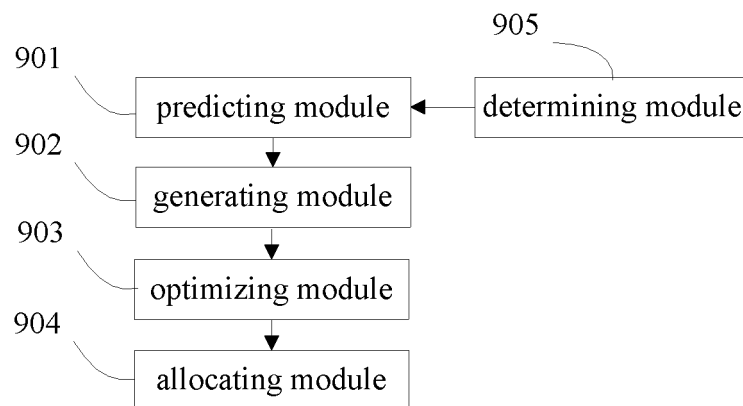 905
901
predicting module
determining module
902
generating module
903
optimizing module
904
allocating module